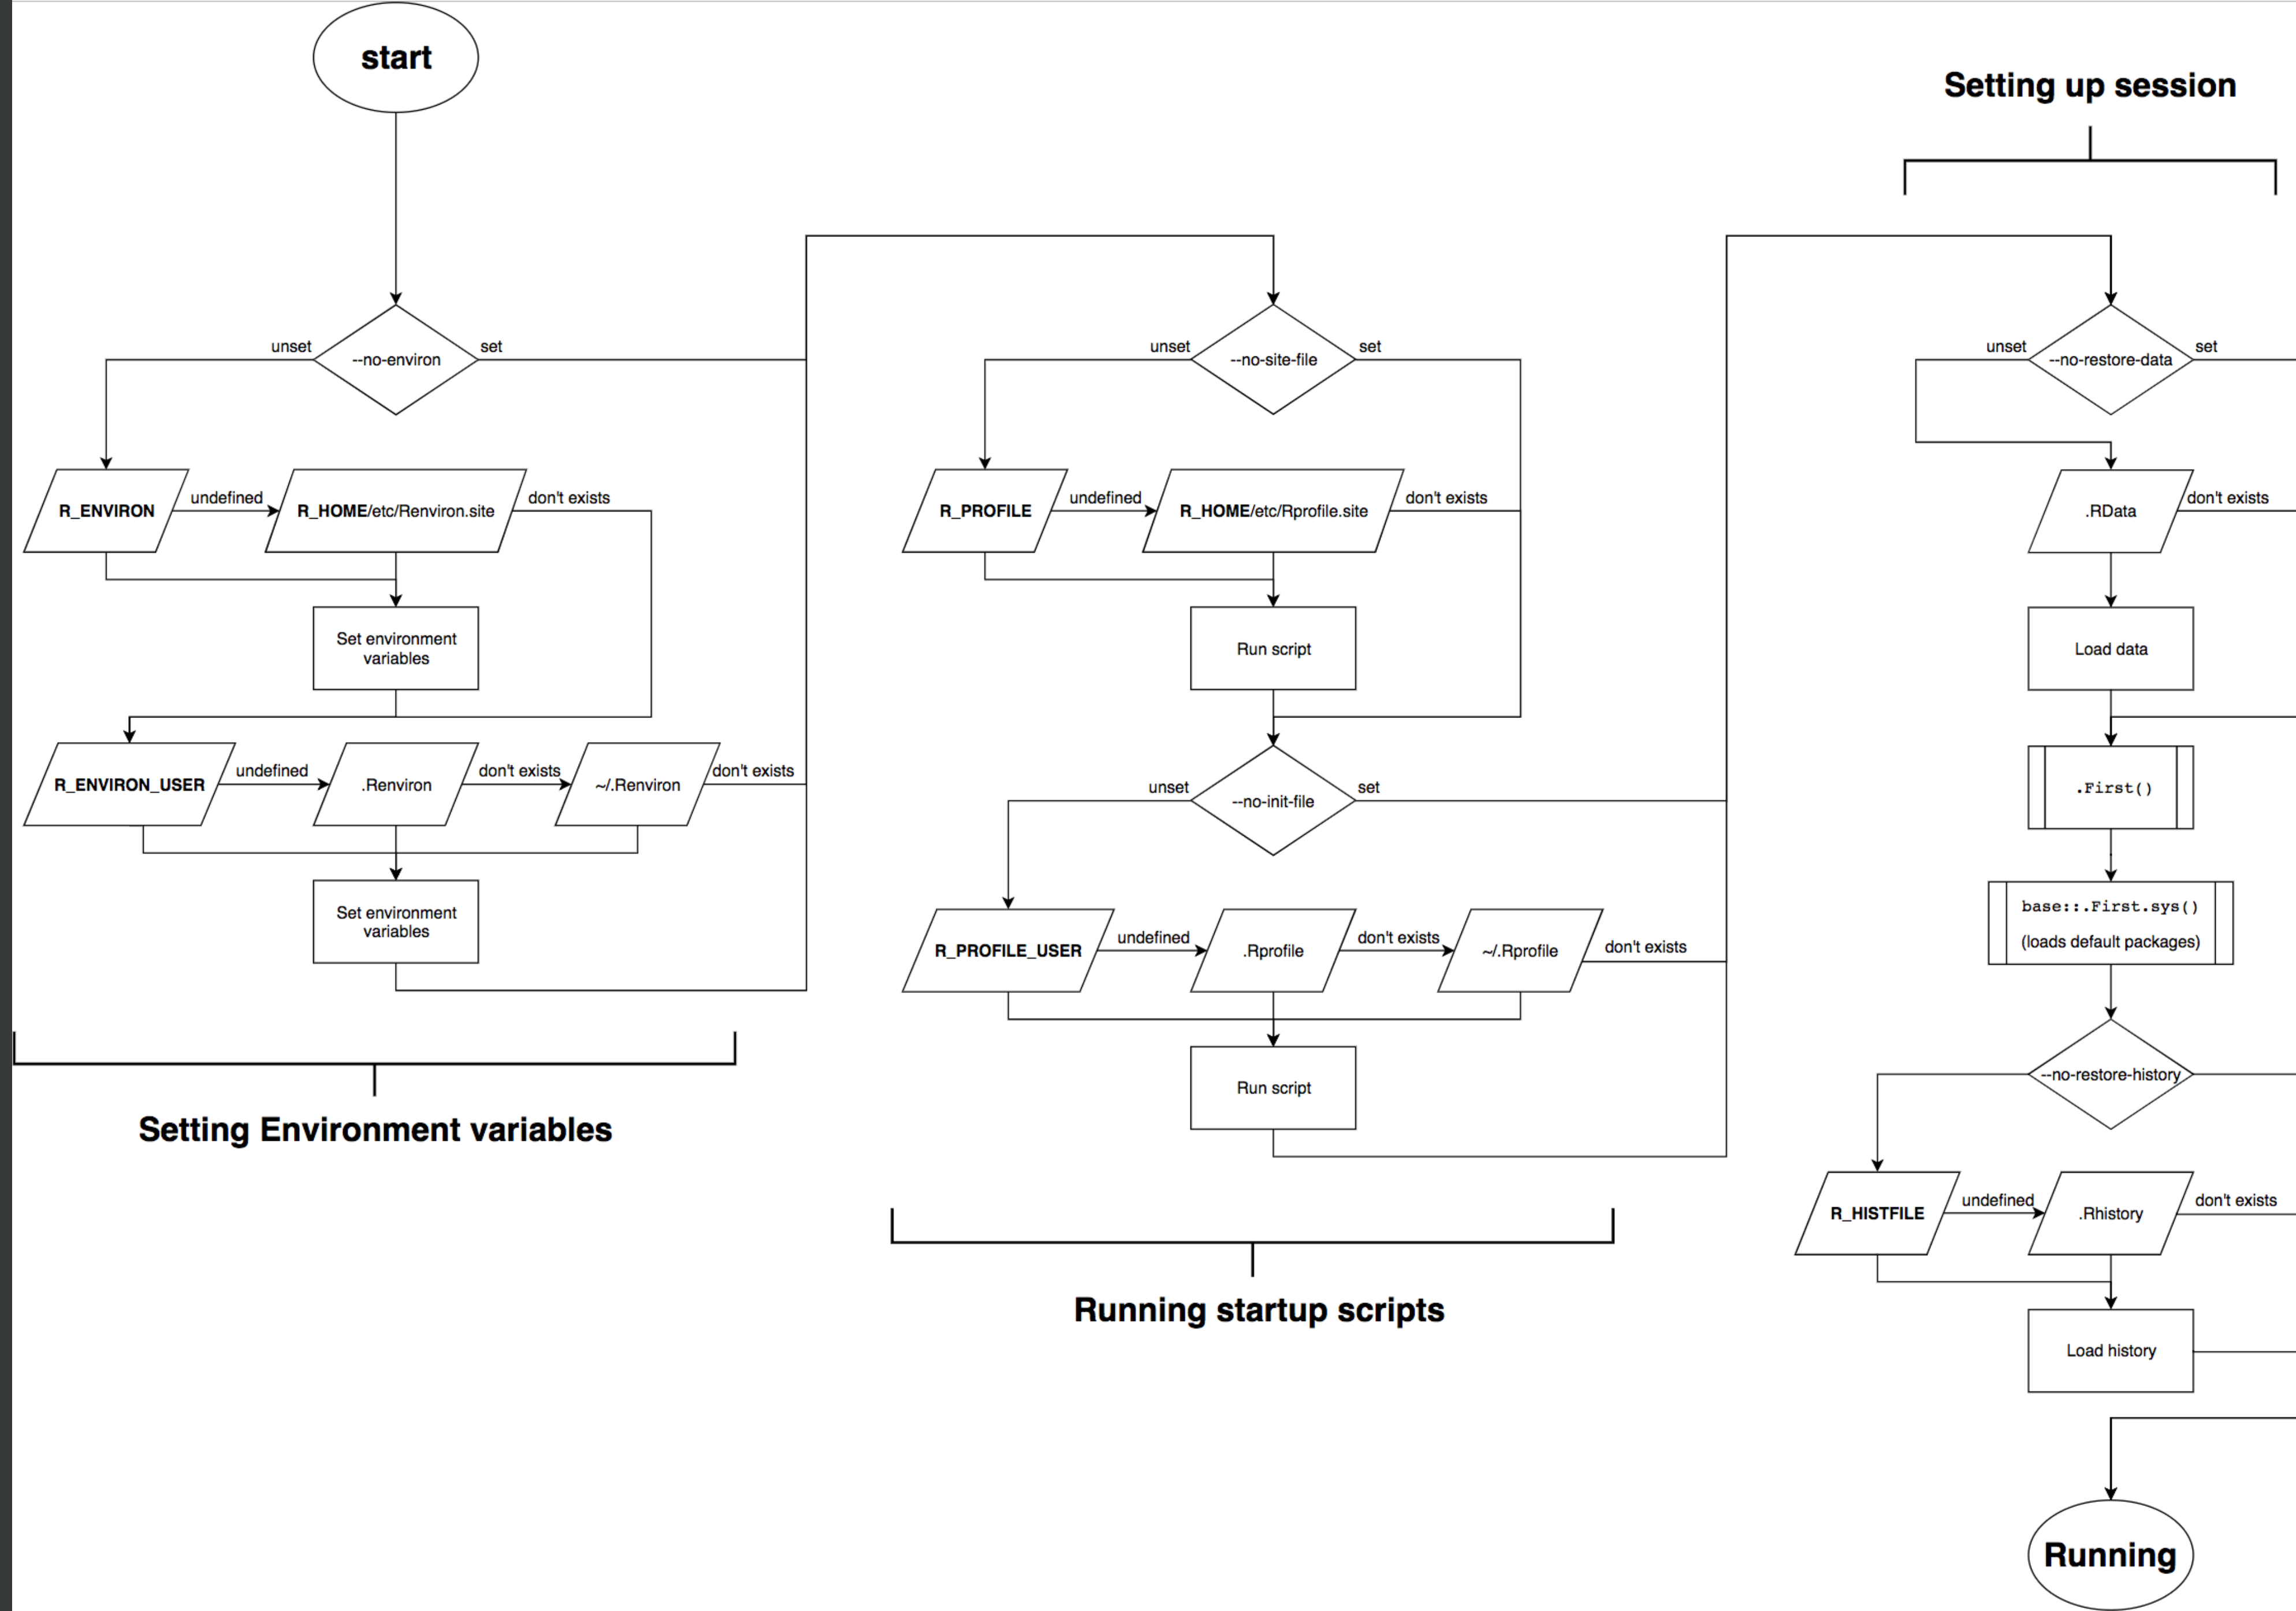 start
--no-environ
unset
set
R_ENVIRON
undefined
R_HOME/etc/Renviron.site
don't exists
Set environment
variables
R_ENVIRON_USER
undefined
.Renviron
don't exists
~/.Renviron
don't exists
Set environment
variables
Setting Environment variables
unset
--no-site-file
set
R_PROFILE
undefined
R_HOME/etc/Rprofile.site
don't exists
Run script
unset
--no-init-file
set
R_PROFILE_USER
undefined
.Rprofile
don't exists
~/.Rprofile
don't exists
Run script
Running startup scripts
Setting up session
unset
--no-restore-data
set
.RData
don't exists
Load data
.First()
base::.First.sys()
(loads default packages)
--no-restore-history
R_HISTFILE
undefined
.Rhistory
don't exists
Load history
Running